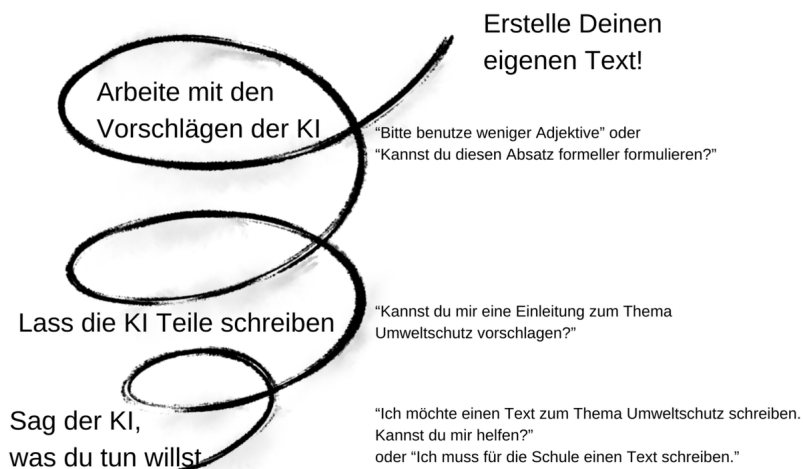 Erstelle Deinen
eigenen Text!
Arbeite mit den
Vorschlägen der KI
“Bitte benutze weniger Adjektive” oder
“Kannst du diesen Absatz formeller formulieren?”
Lass die KI Teile schreiben
“Kannst du mir eine Einleitung zum Thema
Umweltschutz vorschlagen?”
Sag der KI,
was du tun willst
“Ich möchte einen Text zum Thema Umweltschutz schreiben.
Kannst du mir helfen?”
oder “Ich muss für die Schule einen Text schreiben.”